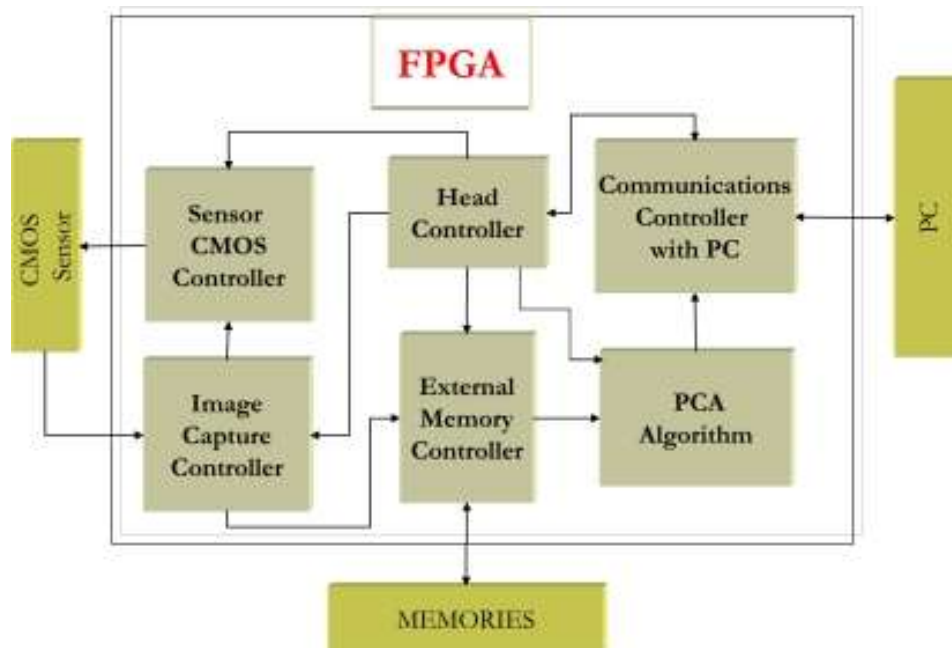 FPGA
CMOS
Sensor
Sensor
CMOS
Controller
Head
Controller
Communications
Controller
with PC
PC
Image
Capture
Controller
External
Memory
Controller
PCA
Algorithm
MEMORIES